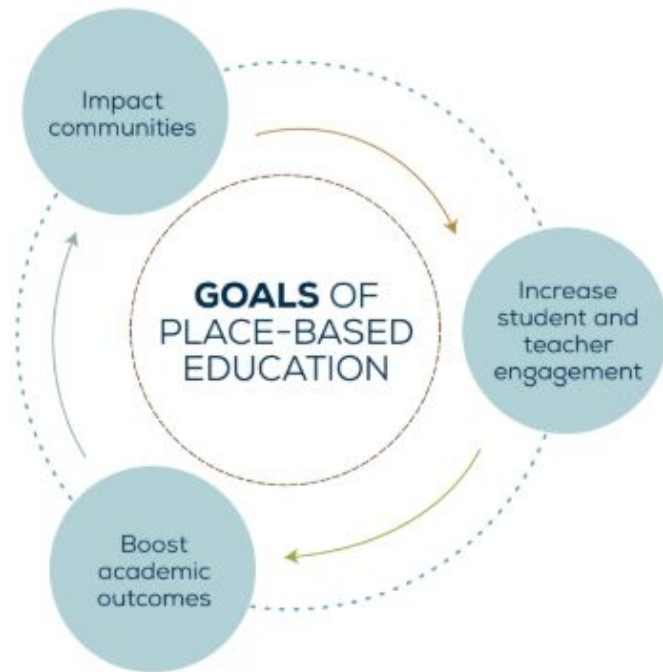 Impact
communities
GOALS OF
PLACE-BASED
EDUCATION
Increase
student and
teacher
engagement
Boost
academic
outcomes